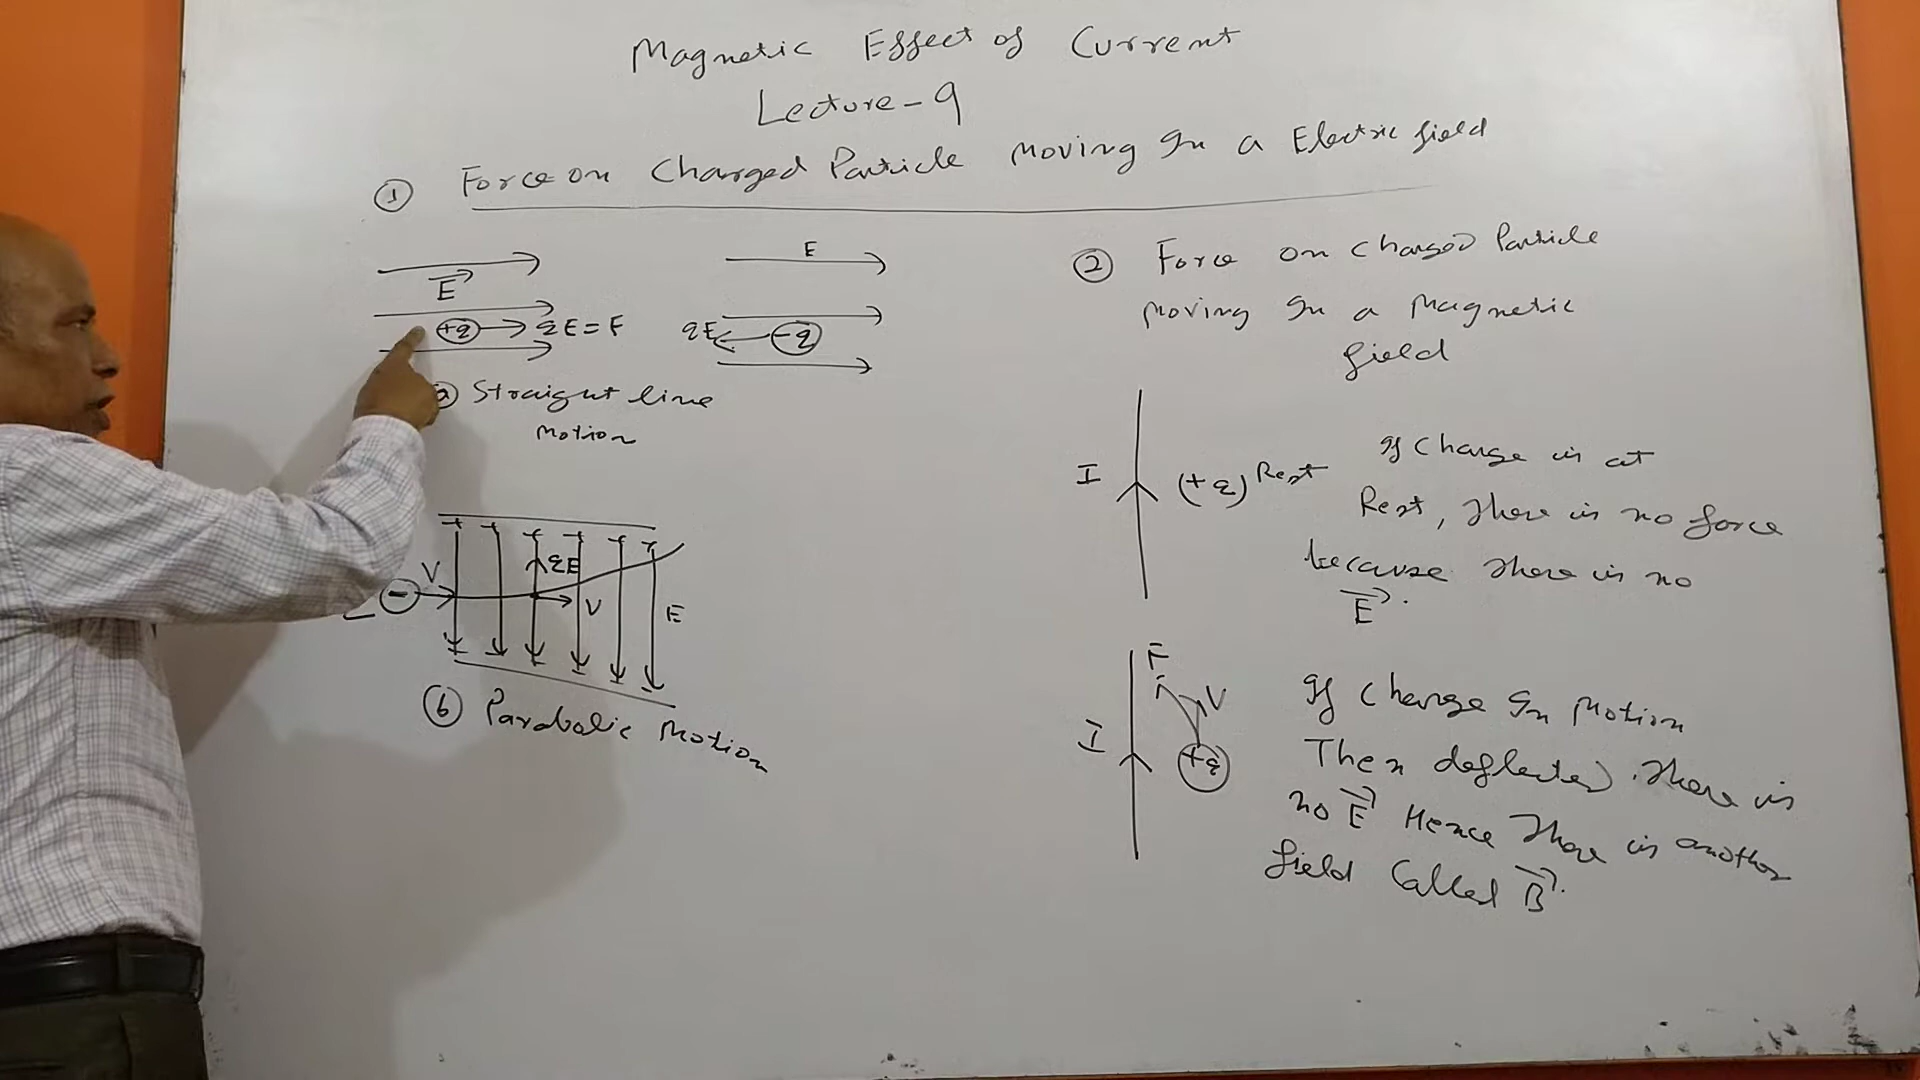 Magnetic Effect of Current
Lecture-9
① Force on Charged Particle Moving In a Electric field
E
+q qE=F
E
qE -q
a Straight line
Motion
V qE V E
ⓑ Parabolic Motion
② Force on Charged Particle
Moving In a Magnetic
field
I (+q) Rest
If Charge is at
Rest, There is no force
because There is no
E.
F
V
I +q
If Charge In Motion
Then deflected. There is
no E Hence There is another
field Called B.